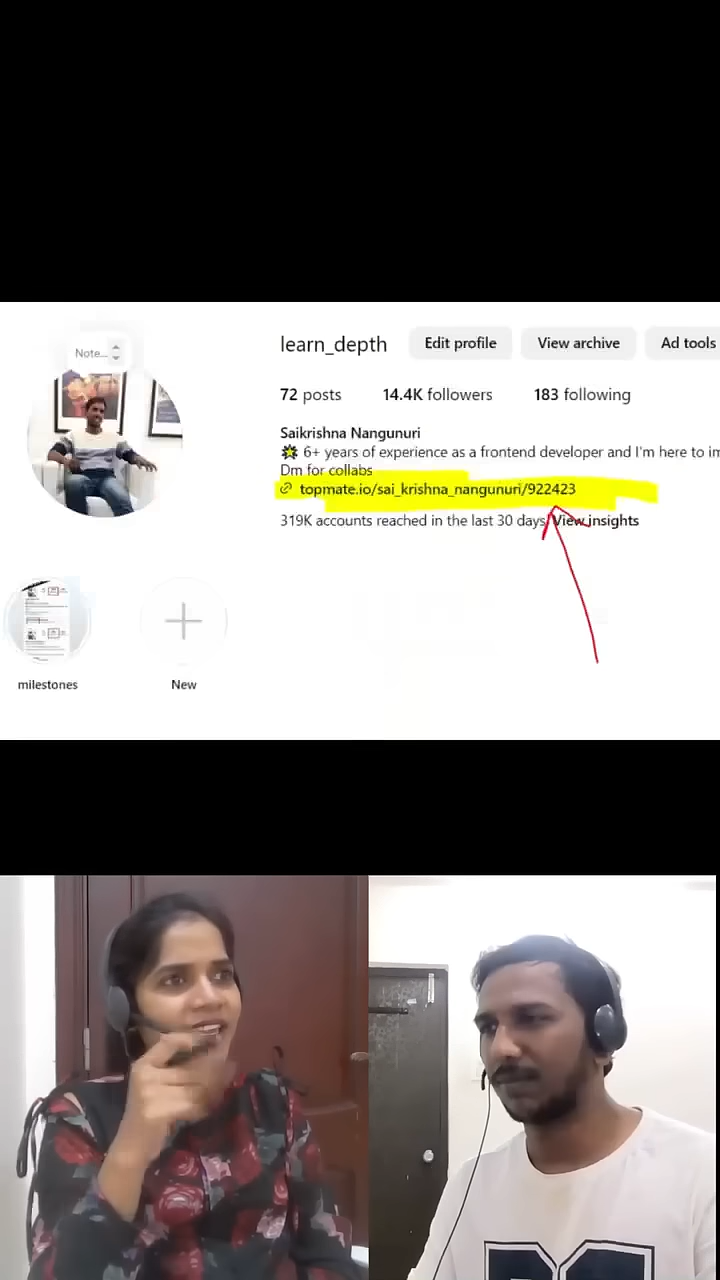 Note...
learn_depth
Edit profile
View archive
Ad tools
72 posts
14.4K followers
183 following
Saikrishna Nangunuri
6+ years of experience as a frontend developer and I'm here to im
Dm for collabs
topmate.io/sai_krishna_nangunuri/922423
319K accounts reached in the last 30 days. View insights
milestones
New